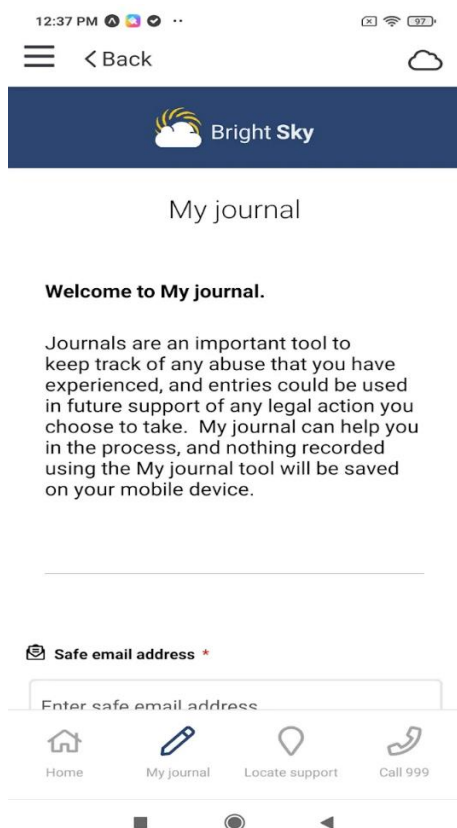 12:37 PM
97
Back
Bright Sky
My journal
Welcome to My journal.
Journals are an important tool to
keep track of any abuse that you have
experienced, and entries could be used
in future support of any legal action you
choose to take.  My journal can help you
in the process, and nothing recorded
using the My journal tool will be saved
on your mobile device.
Safe email address *
Enter safe email address
Home My journal Locate support Call 999